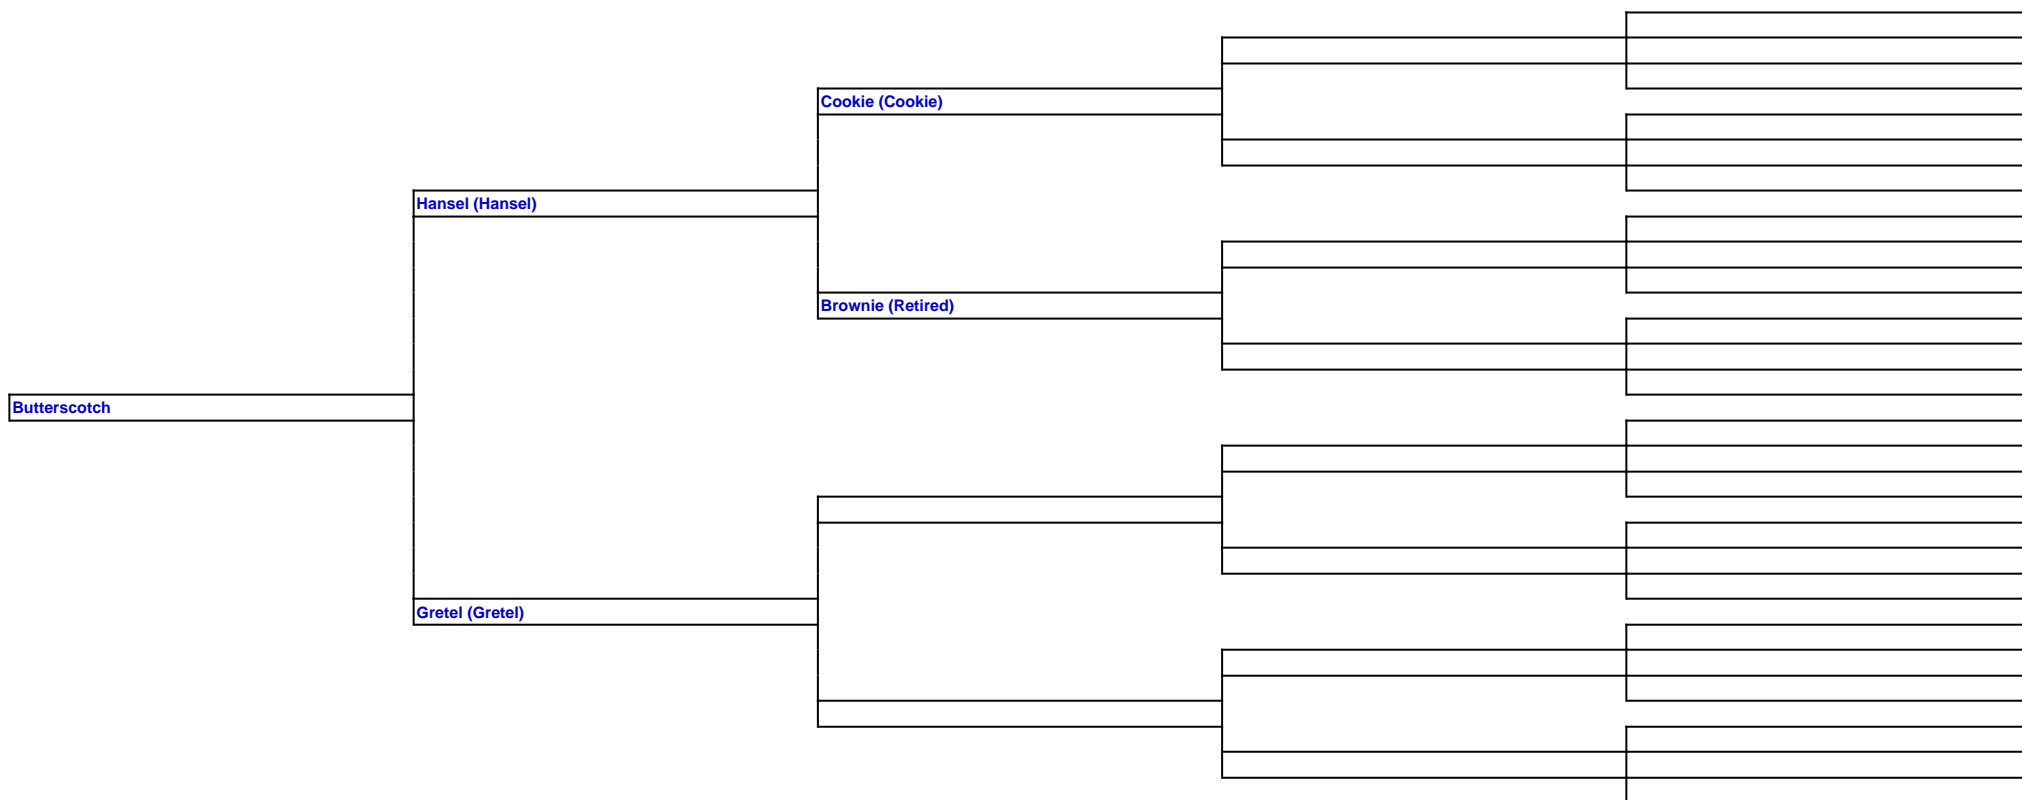 Cookie (Cookie)
Hansel (Hansel)
Brownie (Retired)
Butterscotch
Gretel (Gretel)